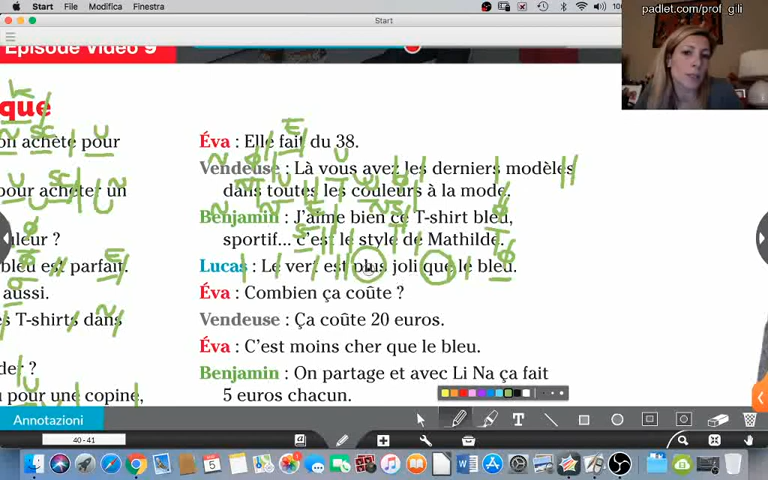 Start File Modifica Finestra
padlet.com/prof_gili
Start
Episode Vidéo 9
que
on achète pour
pour acheter un
uleur ?
bleu est parfait.
aussi.
es T-shirts dans
der ?
u pour une copine,
Éva : Elle fait du 38.
Vendeuse : Là vous avez les derniers modèles
dans toutes les couleurs à la mode.
Benjamin : J'aime bien ce T-shirt bleu,
sportif... c'est le style de Mathilde.
Lucas : Le vert est plus joli que le bleu.
Éva : Combien ça coûte ?
Vendeuse : Ça coûte 20 euros.
Éva : C'est moins cher que le bleu.
Benjamin : On partage et avec Li Na ça fait
5 euros chacun.
Annotazioni
40-41